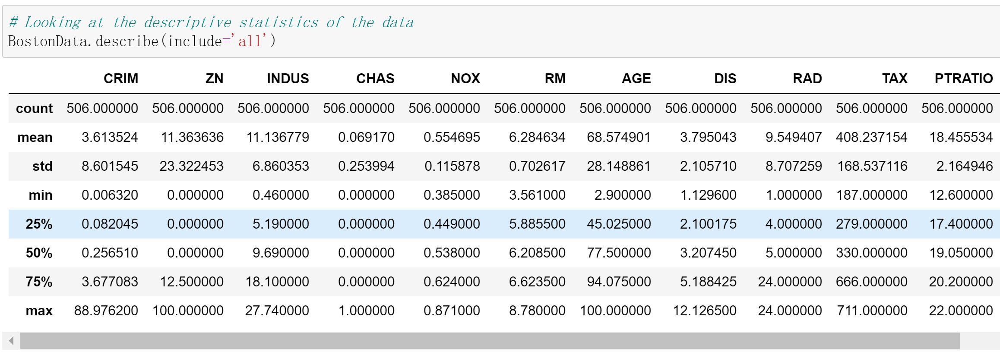 # Looking at the descriptive statistics of the data
BostonData.describe(include='all')
CRIM ZN INDUS CHAS NOX RM AGE DIS RAD TAX PTRATIO
count 506.000000 506.000000 506.000000 506.000000 506.000000 506.000000 506.000000 506.000000 506.000000 506.000000 506.000000
mean 3.613524 11.363636 11.136779 0.069170 0.554695 6.284634 68.574901 3.795043 9.549407 408.237154 18.455534
std 8.601545 23.322453 6.860353 0.253994 0.115878 0.702617 28.148861 2.105710 8.707259 168.537116 2.164946
min 0.006320 0.000000 0.460000 0.000000 0.385000 3.561000 2.900000 1.129600 1.000000 187.000000 12.600000
25% 0.082045 0.000000 5.190000 0.000000 0.449000 5.885500 45.025000 2.100175 4.000000 279.000000 17.400000
50% 0.256510 0.000000 9.690000 0.000000 0.538000 6.208500 77.500000 3.207450 5.000000 330.000000 19.050000
75% 3.677083 12.500000 18.100000 0.000000 0.624000 6.623500 94.075000 5.188425 24.000000 666.000000 20.200000
max 88.976200 100.000000 27.740000 1.000000 0.871000 8.780000 100.000000 12.126500 24.000000 711.000000 22.000000